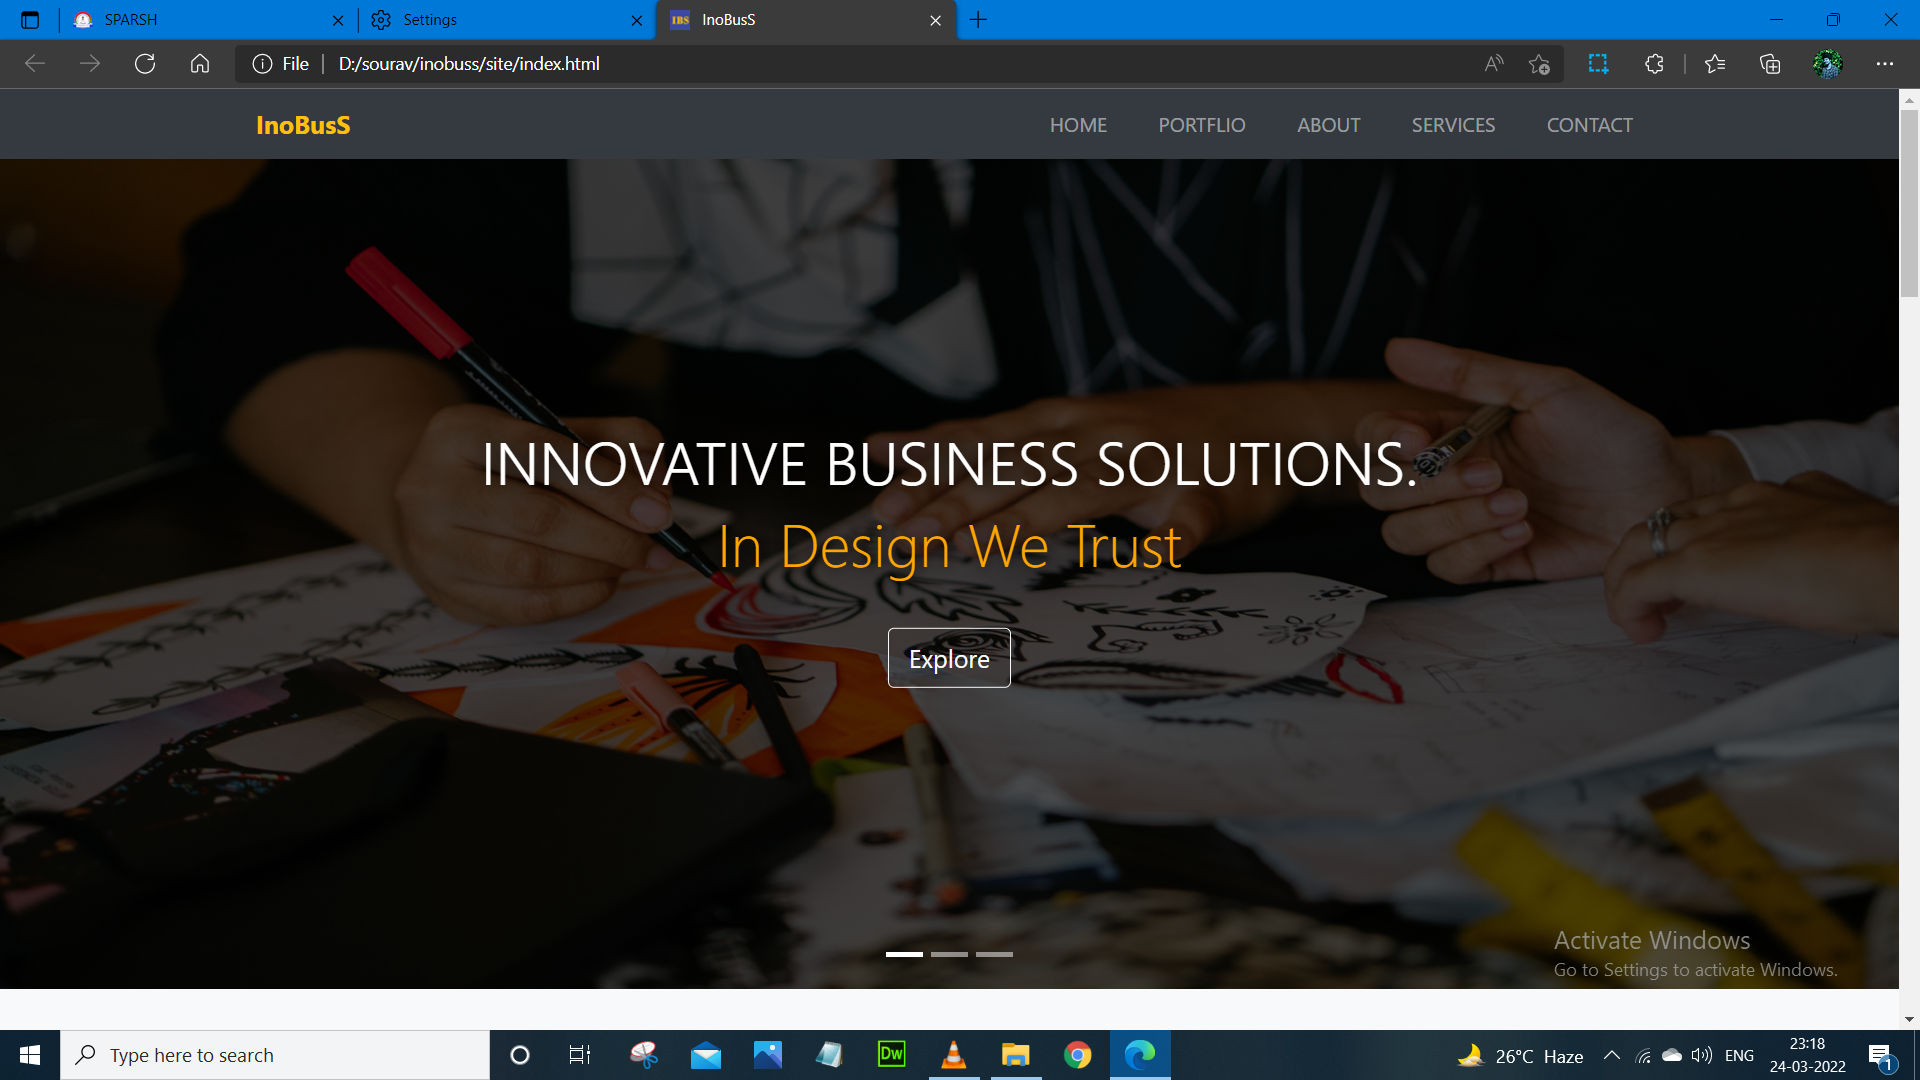 SPARSH
Settings
IBS InoBusS
File
D:/sourav/inobuss/site/index.html
InoBusS
HOME
PORTFLIO
ABOUT
SERVICES
CONTACT
INNOVATIVE BUSINESS SOLUTIONS.
In Design We Trust
Explore
Activate Windows
Go to Settings to activate Windows.
Type here to search
Dw
26°C Haze
ENG
23:18
24-03-2022
1